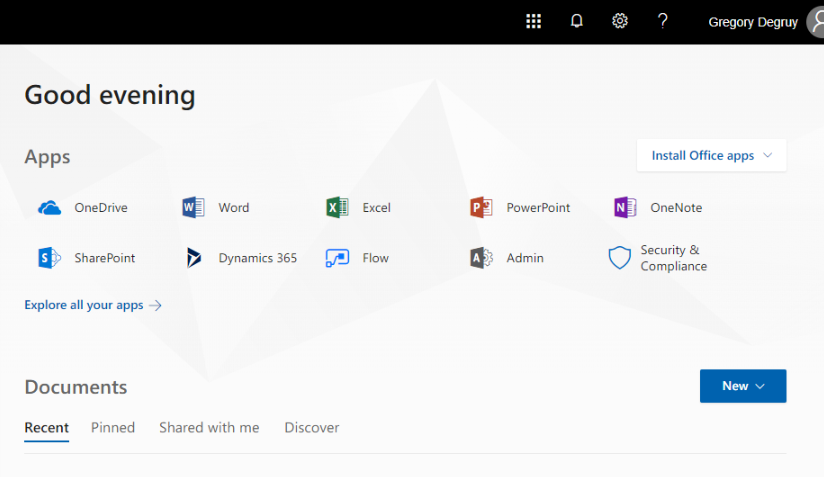 ?
Gregory Degruy
Good evening
Apps
Install Office apps
OneDrive
Word
Excel
PowerPoint
OneNote
SharePoint
Dynamics 365
Flow
Admin
Security &
Compliance
Explore all your apps →
Documents
New
Recent
Pinned
Shared with me
Discover